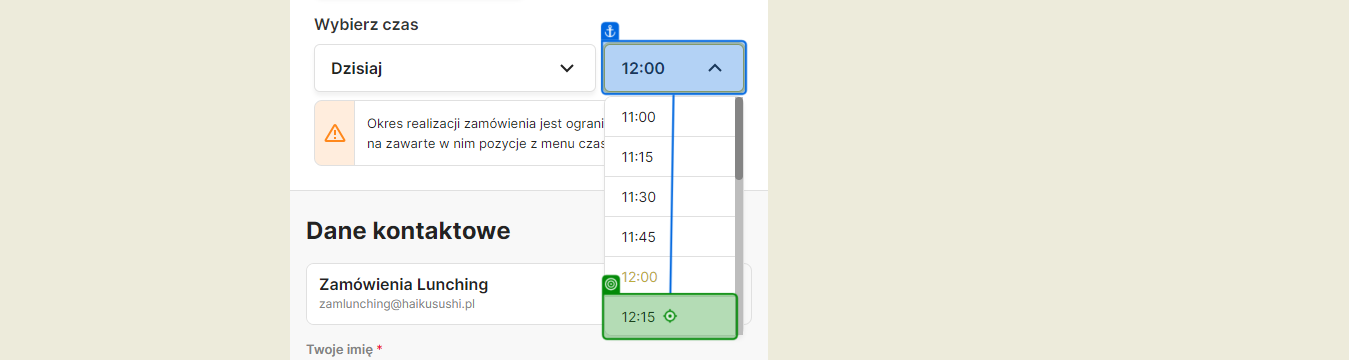 Wybierz czas
Dzisiaj
12:00
Okres realizacji zamówienia jest ograni
na zawarte w nim pozycje z menu czas
11:00
11:15
11:30
11:45
12:00
12:15
Dane kontaktowe
Zamówienia Lunching
zamlunching@haikusushi.pl
Twoje imię *